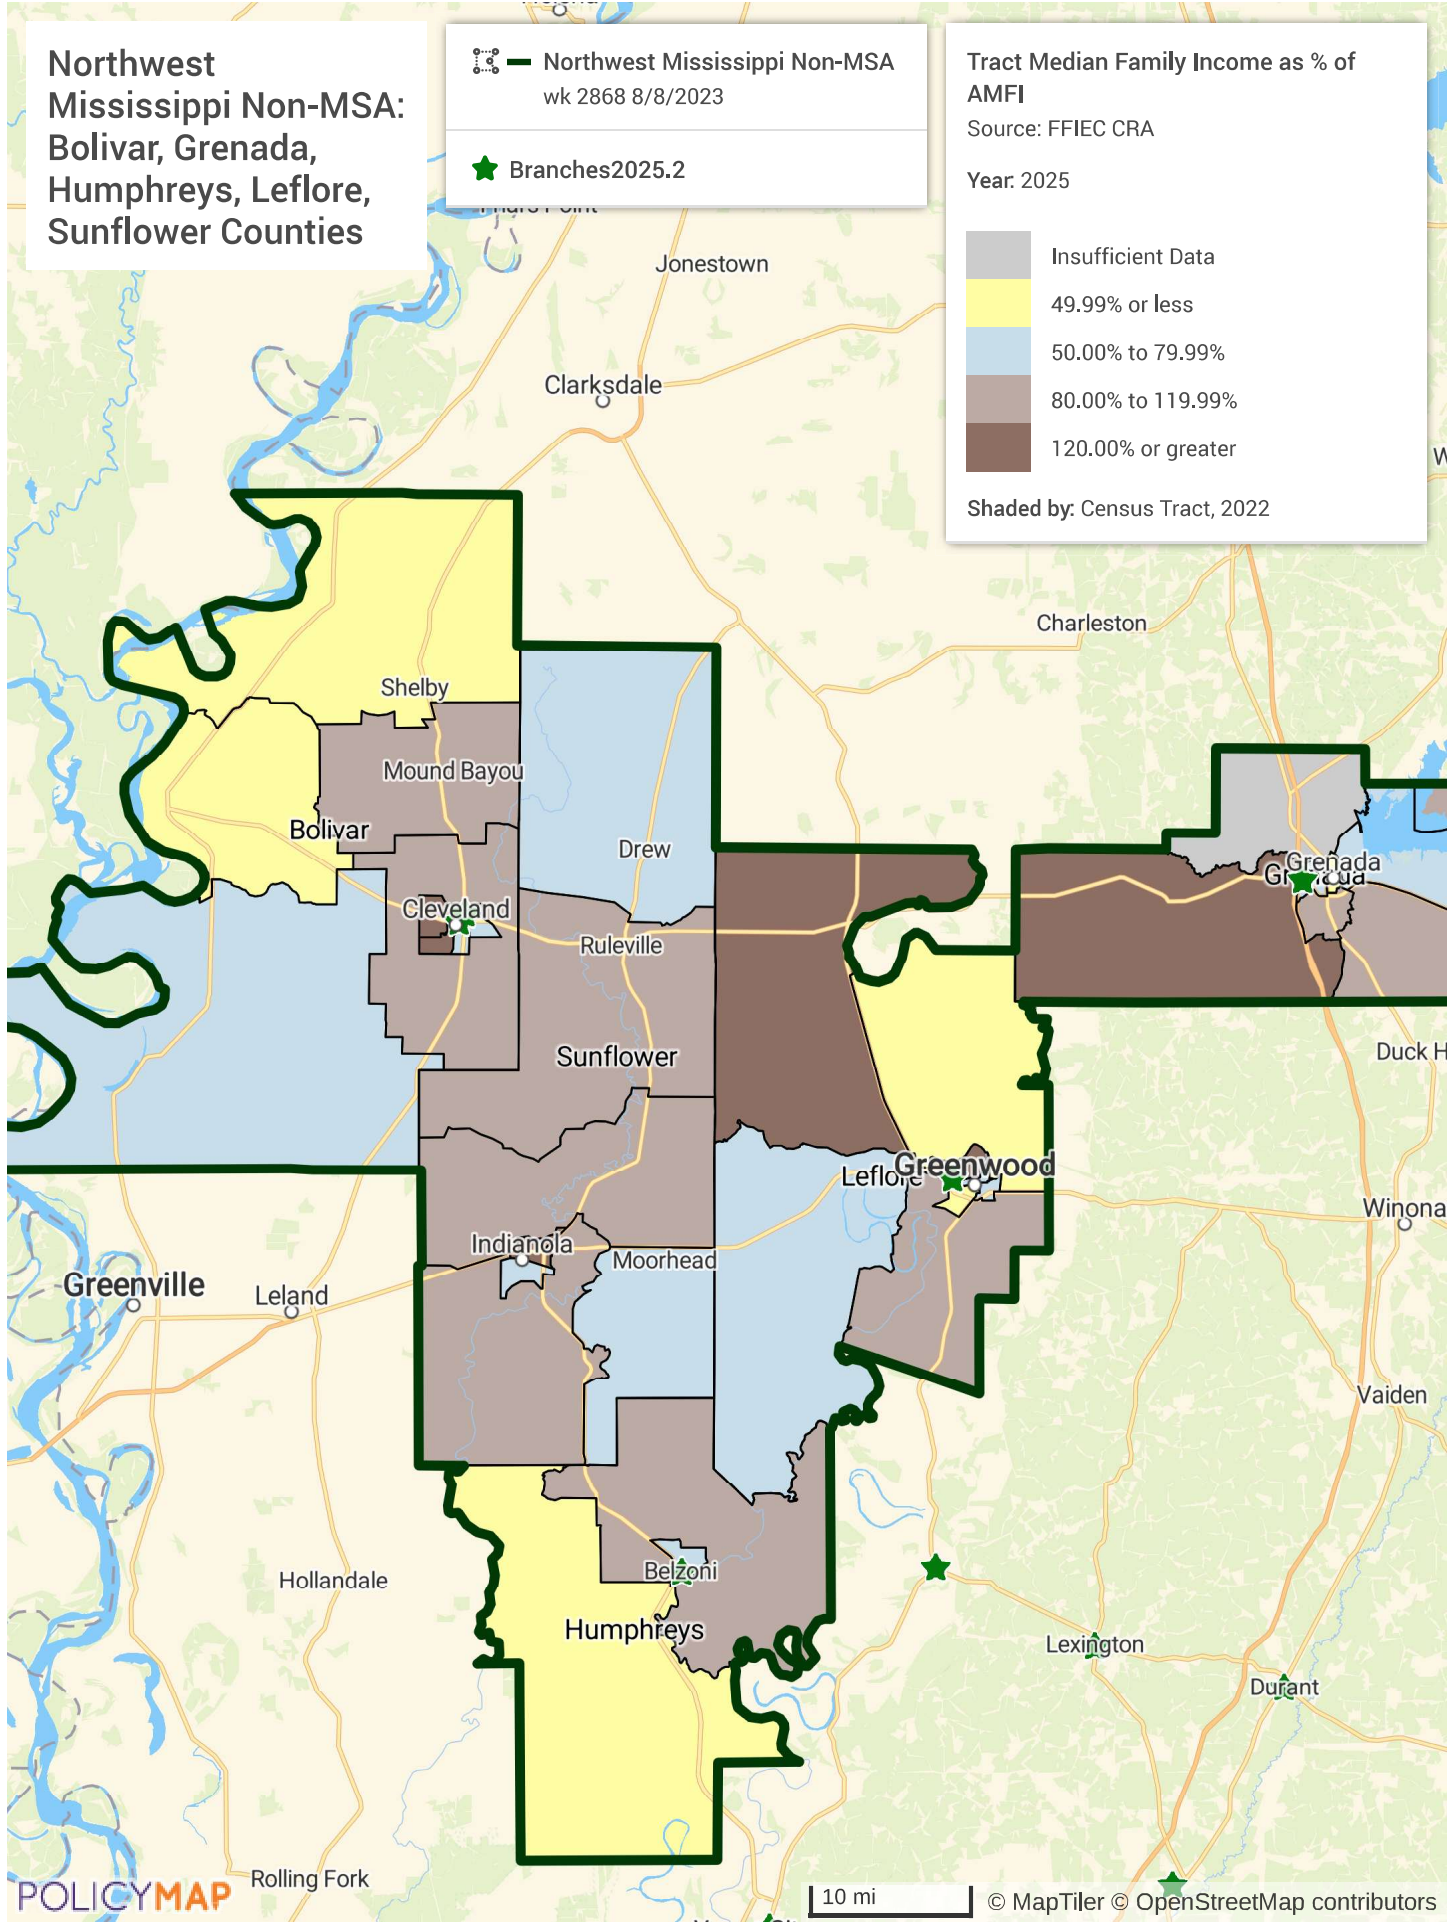 Northwest
Mississippi Non-MSA:
Bolivar, Grenada,
Humphreys, Leflore,
Sunflower Counties
Northwest Mississippi Non-MSA
wk 2868 8/8/2023
Branches2025.2
Tract Median Family Income as % of
AMFI
Source: FFIEC CRA
Year: 2025
Insufficient Data
49.99% or less
50.00% to 79.99%
80.00% to 119.99%
120.00% or greater
Shaded by: Census Tract, 2022
Jonestown
Clarksdale
Charleston
Shelby
Mound Bayou
Bolivar
Drew
Grenada
Grenada
Cleveland
Ruleville
Sunflower
Duck H
Greenwood
Leflore
Winona
Indianola
Moorhead
Greenville
Leland
Vaiden
Belzoni
Hollandale
Humphreys
Lexington
Durant
Rolling Fork
POLICYMAP
10 mi
© MapTiler © OpenStreetMap contributors